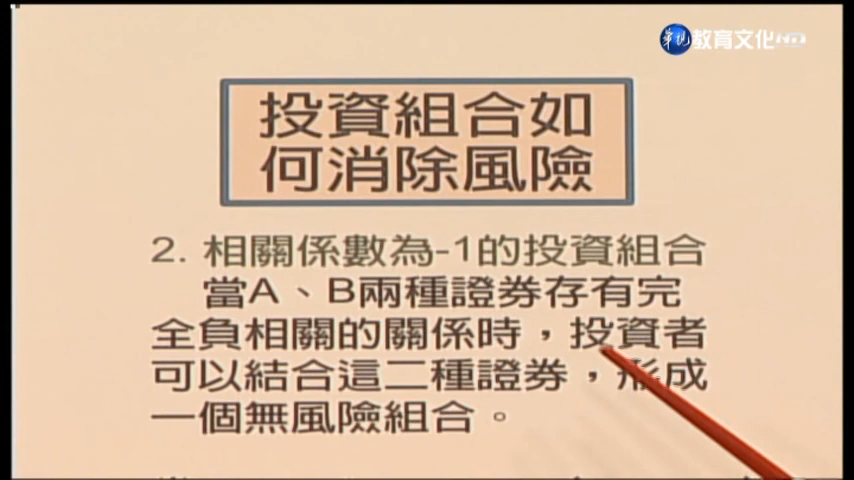 華視 教育文化 HD
投資組合如
何消除風險
2. 相關係數為-1的投資組合
當A、B兩種證券存有完
全負相關的關係時，投資者
可以結合這二種證券，形成
一個無風險組合。